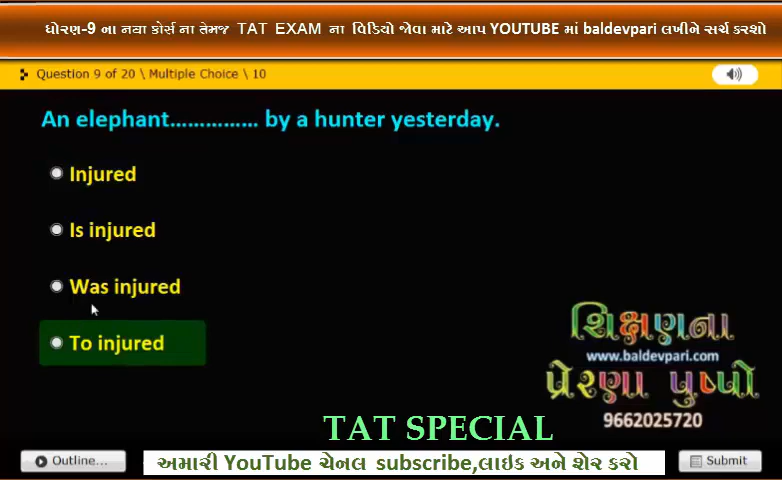 ધોરણ-9 ના નવા કોર્સ ના તેમજ TAT EXAM ના વિડિયો જોવા માટે આપ YOUTUBE માં baldevpari લખીને સર્ચ કરશો
Question 9 of 20 \ Multiple Choice \ 10
An elephant............... by a hunter yesterday.
Injured
Is injured
Was injured
To injured
શિક્ષણના
www.baldevpari.com
પ્રેરણા પુષ્પો
9662025720
TAT SPECIAL
Outline...
અમારી YouTube ચેનલ subscribe,લાઇક અને શેર કરો
Submit